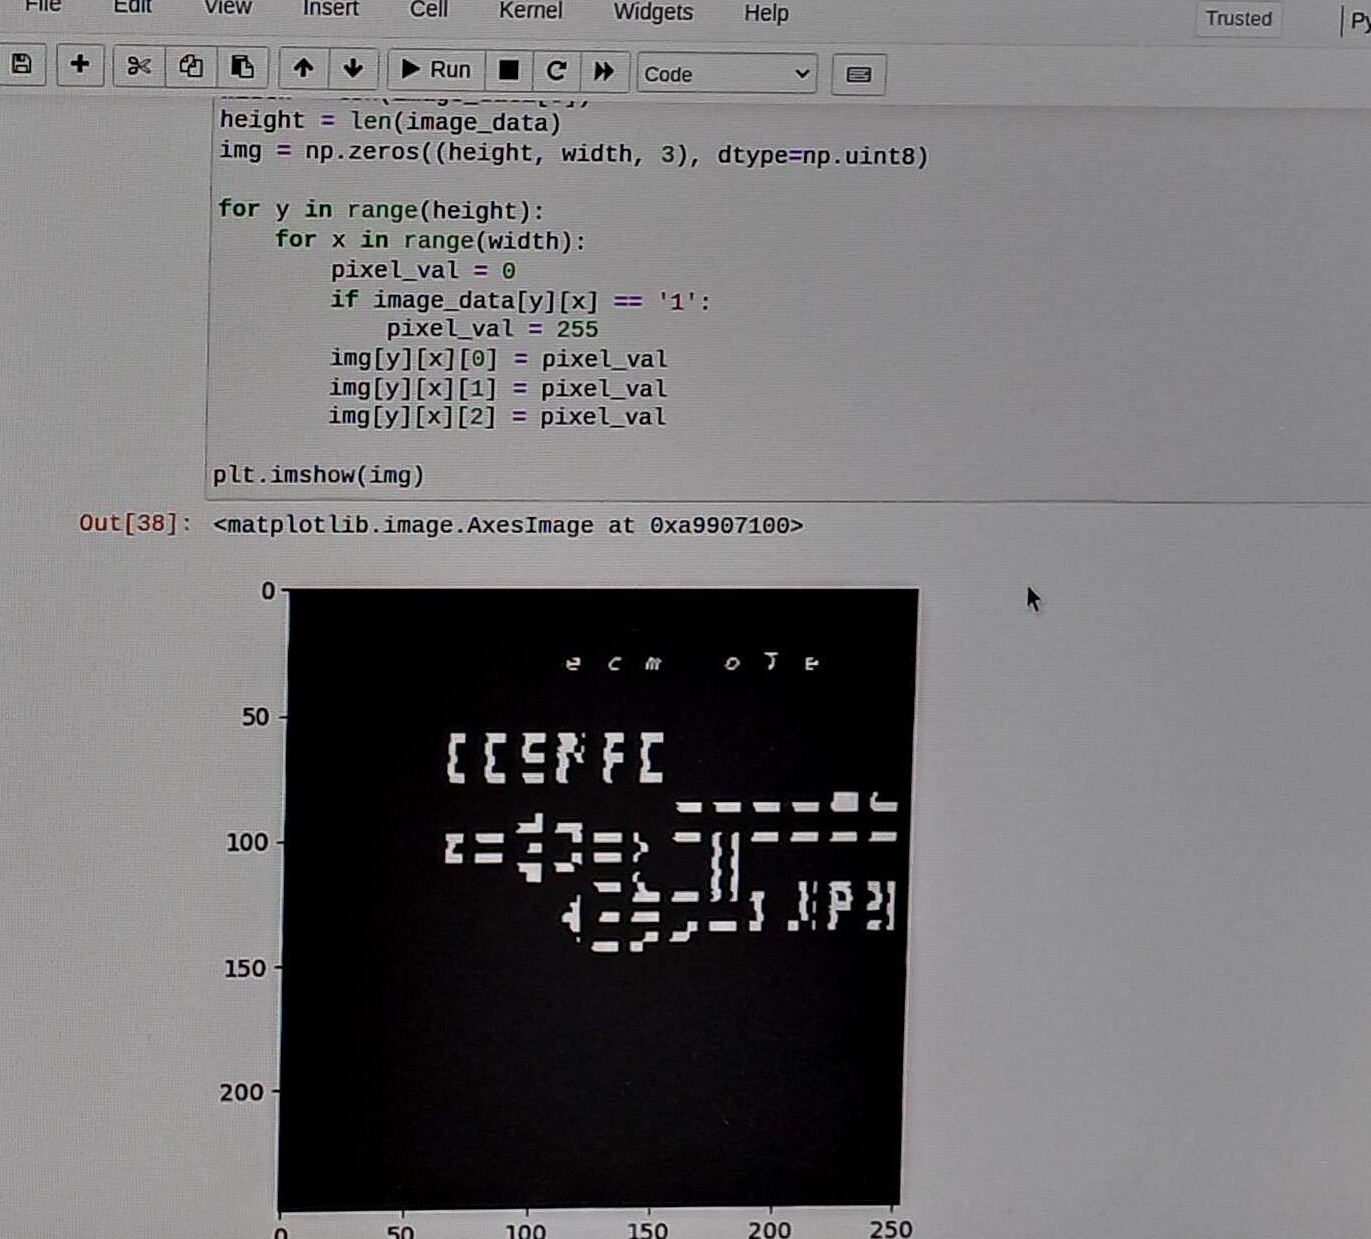 File Edit View Insert Cell Kernel Widgets Help Trusted
Run Code
height = len(image_data)
img = np.zeros((height, width, 3), dtype=np.uint8)
for y in range(height):
for x in range(width):
pixel_val = 0
if image_data[y][x] == '1':
pixel_val = 255
img[y][x][0] = pixel_val
img[y][x][1] = pixel_val
img[y][x][2] = pixel_val
plt.imshow(img)
Out[38]: <matplotlib.image.AxesImage at 0xa9907100>
0
50
100
150
200
0 50 100 150 200 250